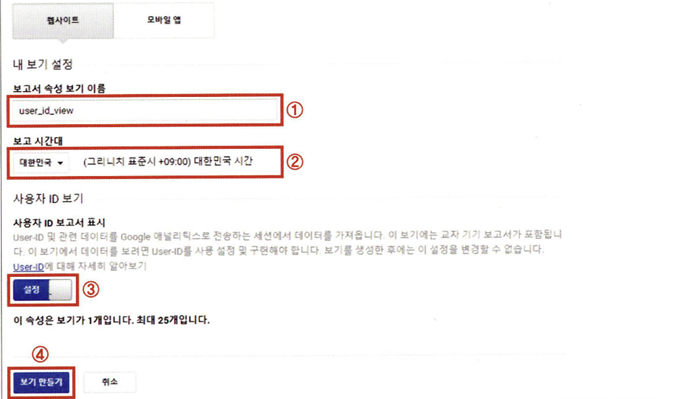 웹사이트
모바일 앱
내 보기 설정
보고서 속성 보기 이름
user_id_view
①
보고 시간대
대한민국 (그리니치 표준시 +09:00) 대한민국 시간
②
사용자 ID 보기
사용자 ID 보고서 표시
User-ID 및 관련 데이터를 Google 애널리틱스로 전송하는 세션에서 데이터를 가져옵니다. 이 보기에는 교차 기기 보고서가 포함됩니
다. 이 보기에서 데이터를 보려면 User-ID를 사용 설정 및 구현해야 합니다. 보기를 생성한 후에는 이 설정을 변경할 수 없습니다.
User-ID에 대해 자세히 알아보기
설정
③
이 속성은 보기가 1개입니다. 최대 25개입니다.
④
보기 만들기
취소